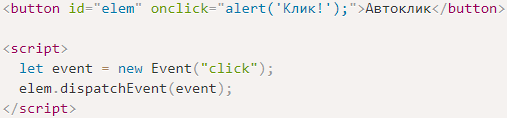 <button id="elem" onclick="alert('Клик!');">Автоклик</button>

<script>
  let event = new Event("click");
  elem.dispatchEvent(event);
</script>